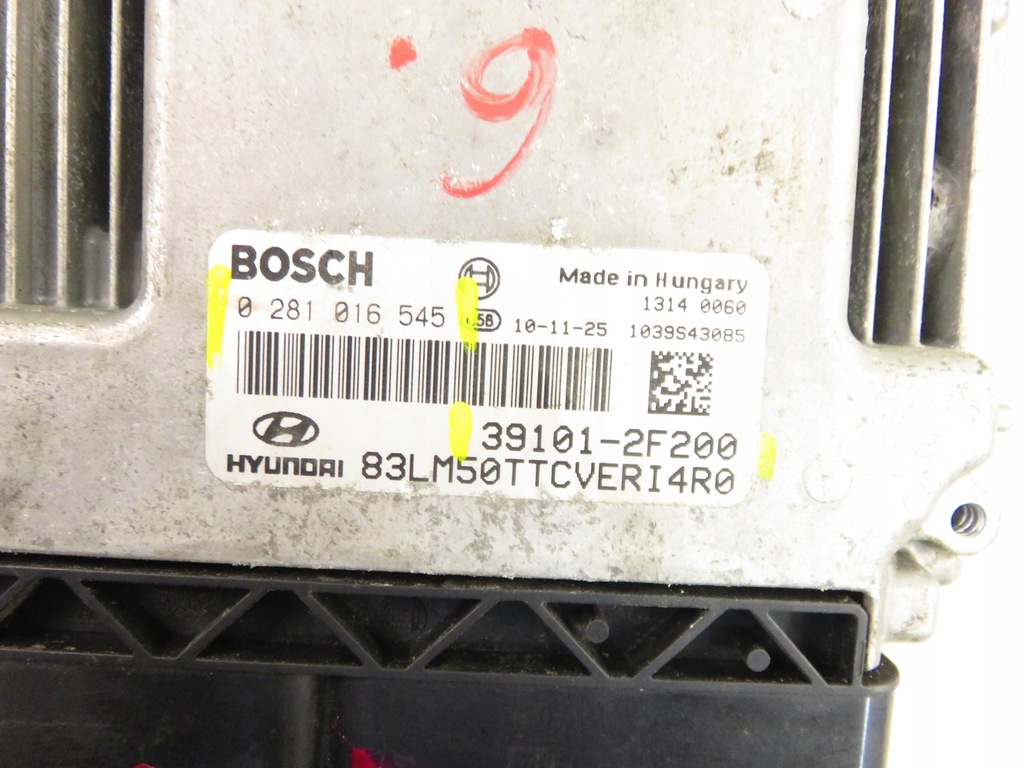 9
BOSCH
Made in Hungary
1314 0060
0 281 016 545
10-11-25 1039S43085
39101-2F200
HYUNDAI 83LM50TTCVERI4R0